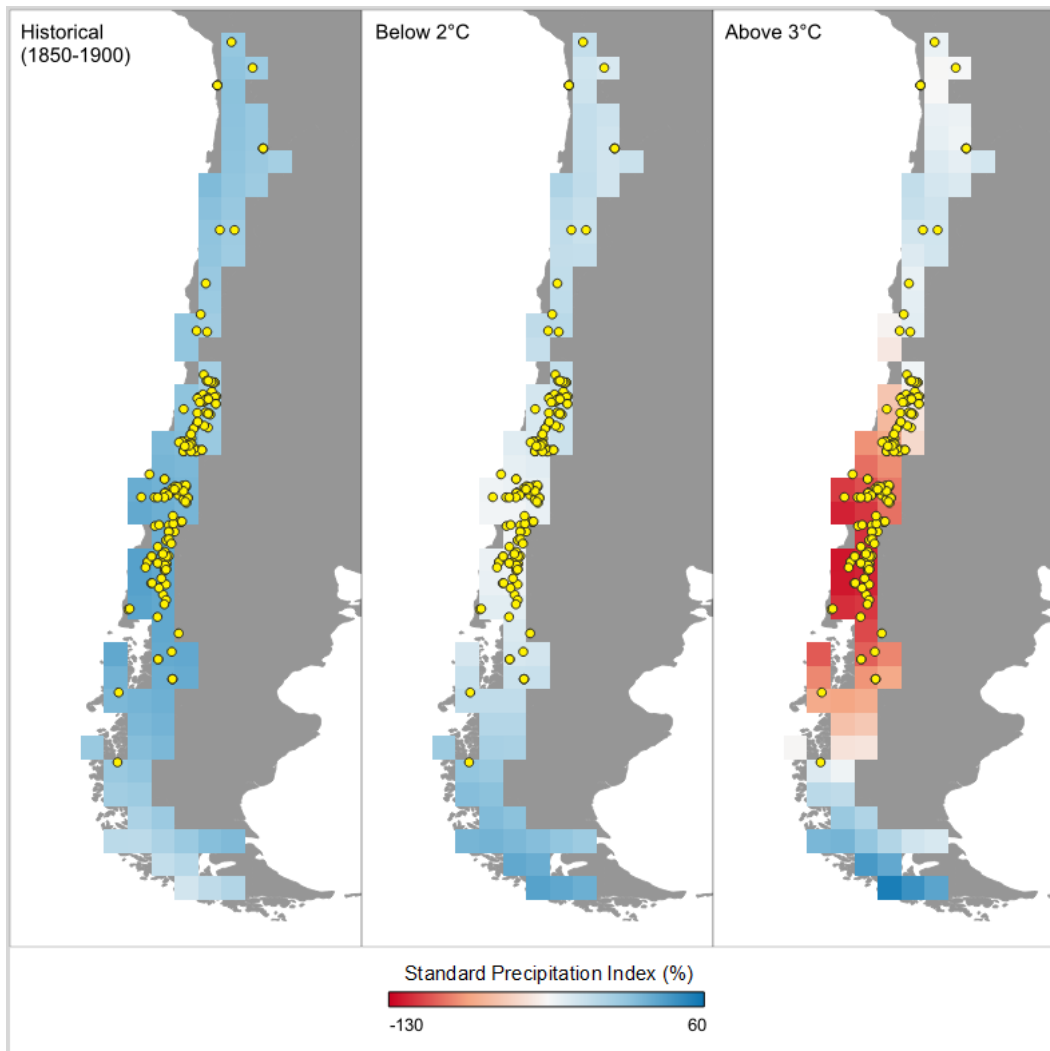 Historical
(1850-1900)
Below 2°C
Above 3°C
Standard Precipitation Index (%)
-130
60